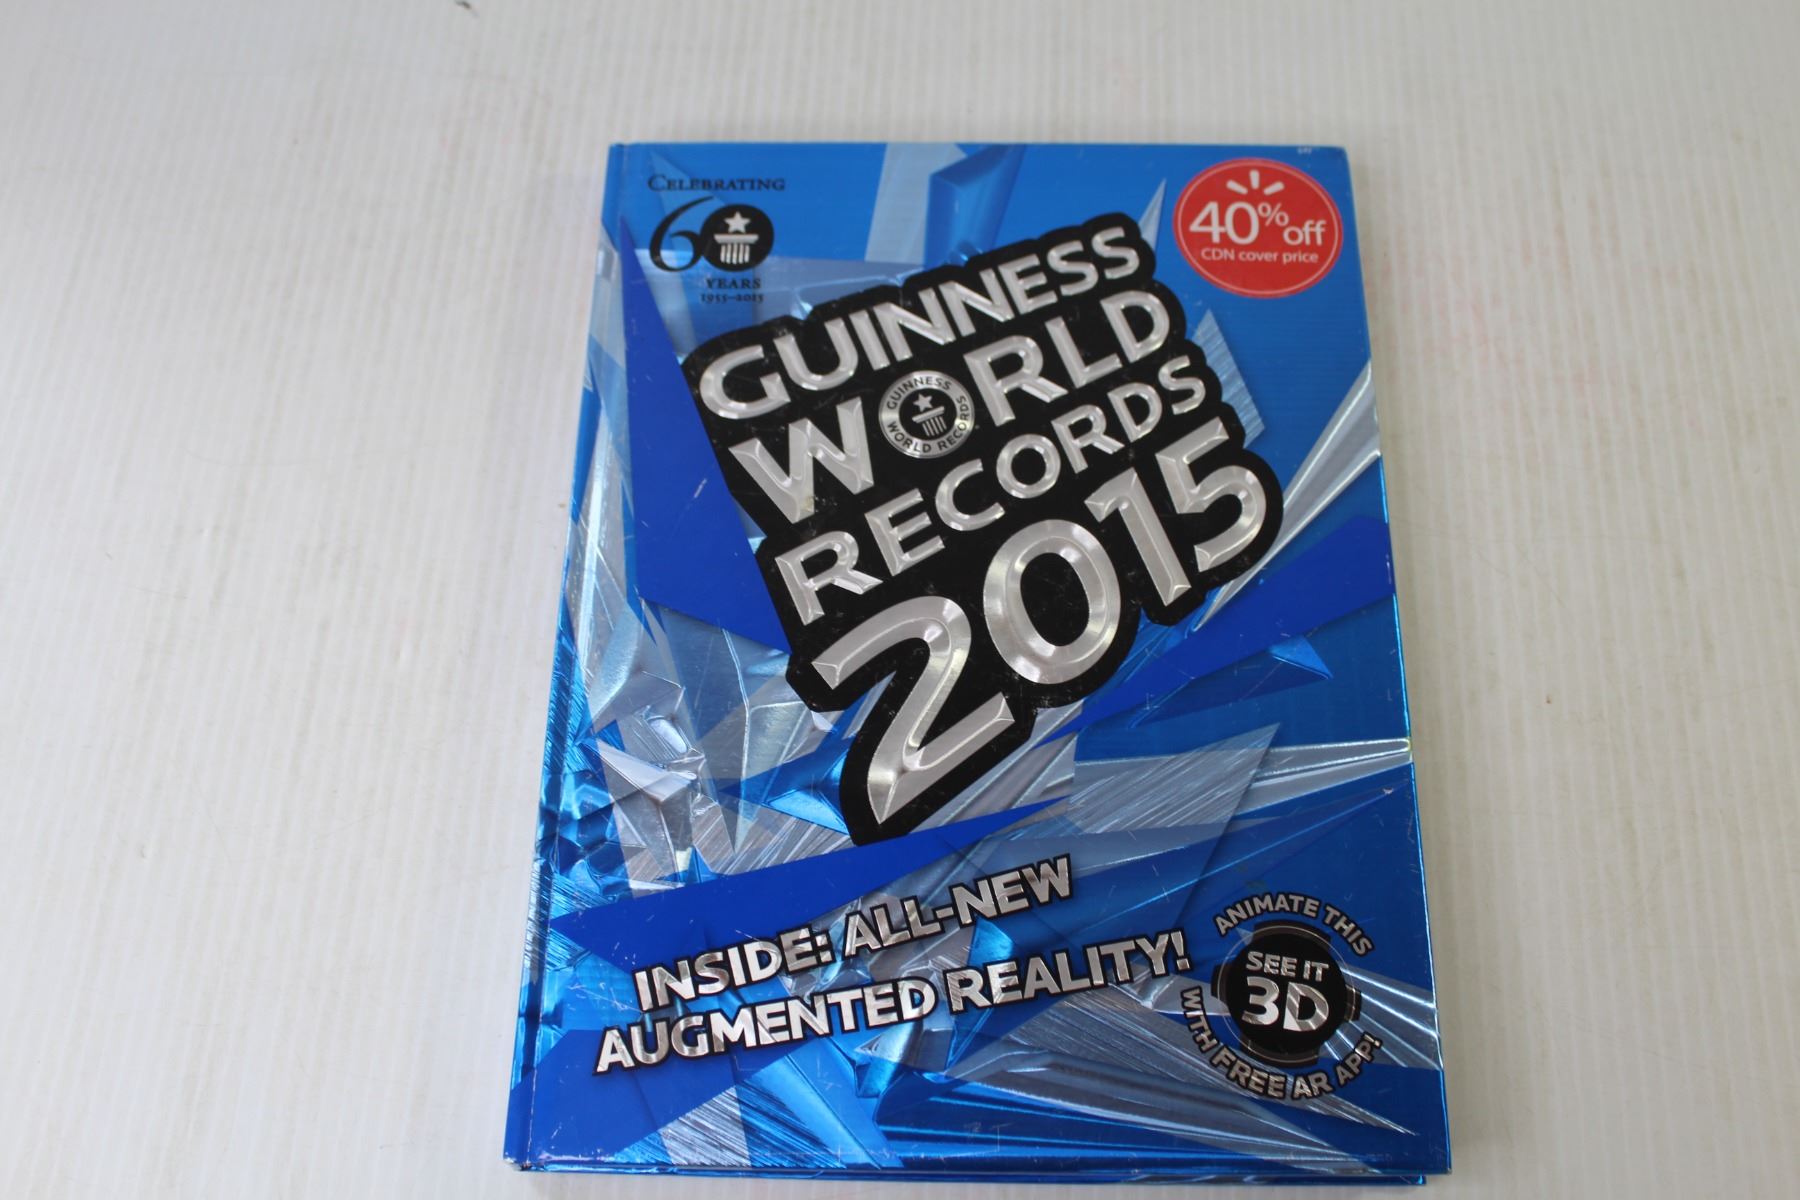 CELEBRATING
60
YEARS
1955–2015
40% off
CDN cover price
GUINNESS
WORLD
GUINNESS WORLD RECORDS
RECORDS
2015
INSIDE: ALL-NEW
AUGMENTED REALITY!
ANIMATE THIS
SEE IT
3D
WITH FREE AR APP!